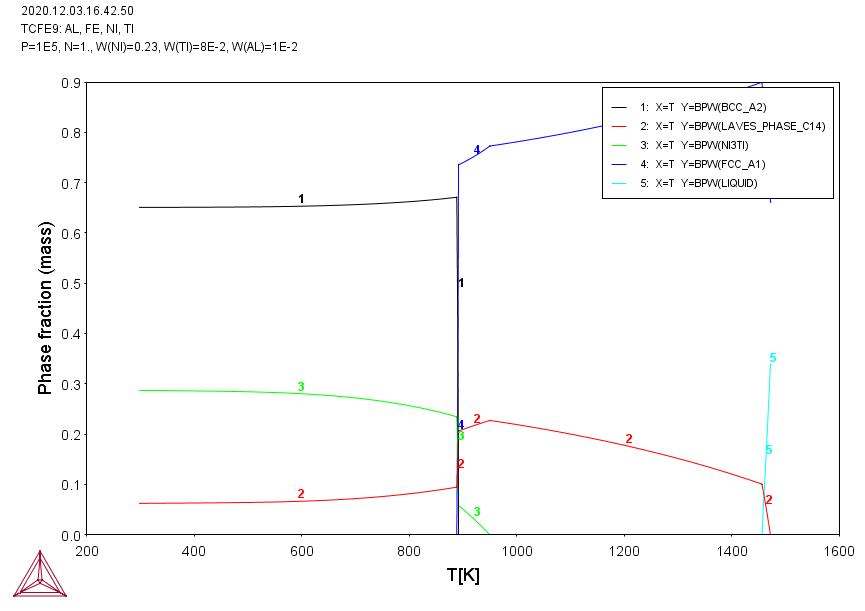 2020.12.03.16.42.50
TCFE9: AL, FE, NI, TI
P=1E5, N=1., W(NI)=0.23, W(TI)=8E-2, W(AL)=1E-2
1: X=T Y=BPW(BCC_A2)
2: X=T Y=BPW(LAVES_PHASE_C14)
3: X=T Y=BPW(NI3TI)
4: X=T Y=BPW(FCC_A1)
5: X=T Y=BPW(LIQUID)
Phase fraction (mass)
0.9
0.8
0.7
0.6
0.5
0.4
0.3
0.2
0.1
0.0
4
1
1
5
3
2
4
2
3
5
2
2
2
3
200 400 600 800 1000 1200 1400 1600
T[K]